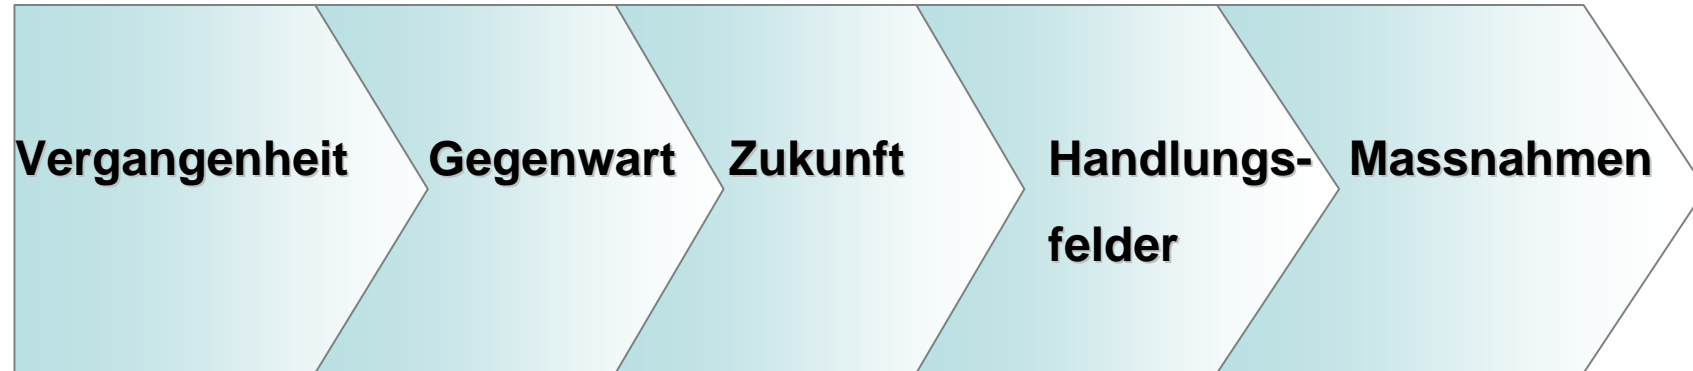 Vergangenheit
Gegenwart
Zukunft
Handlungs-
felder
Massnahmen